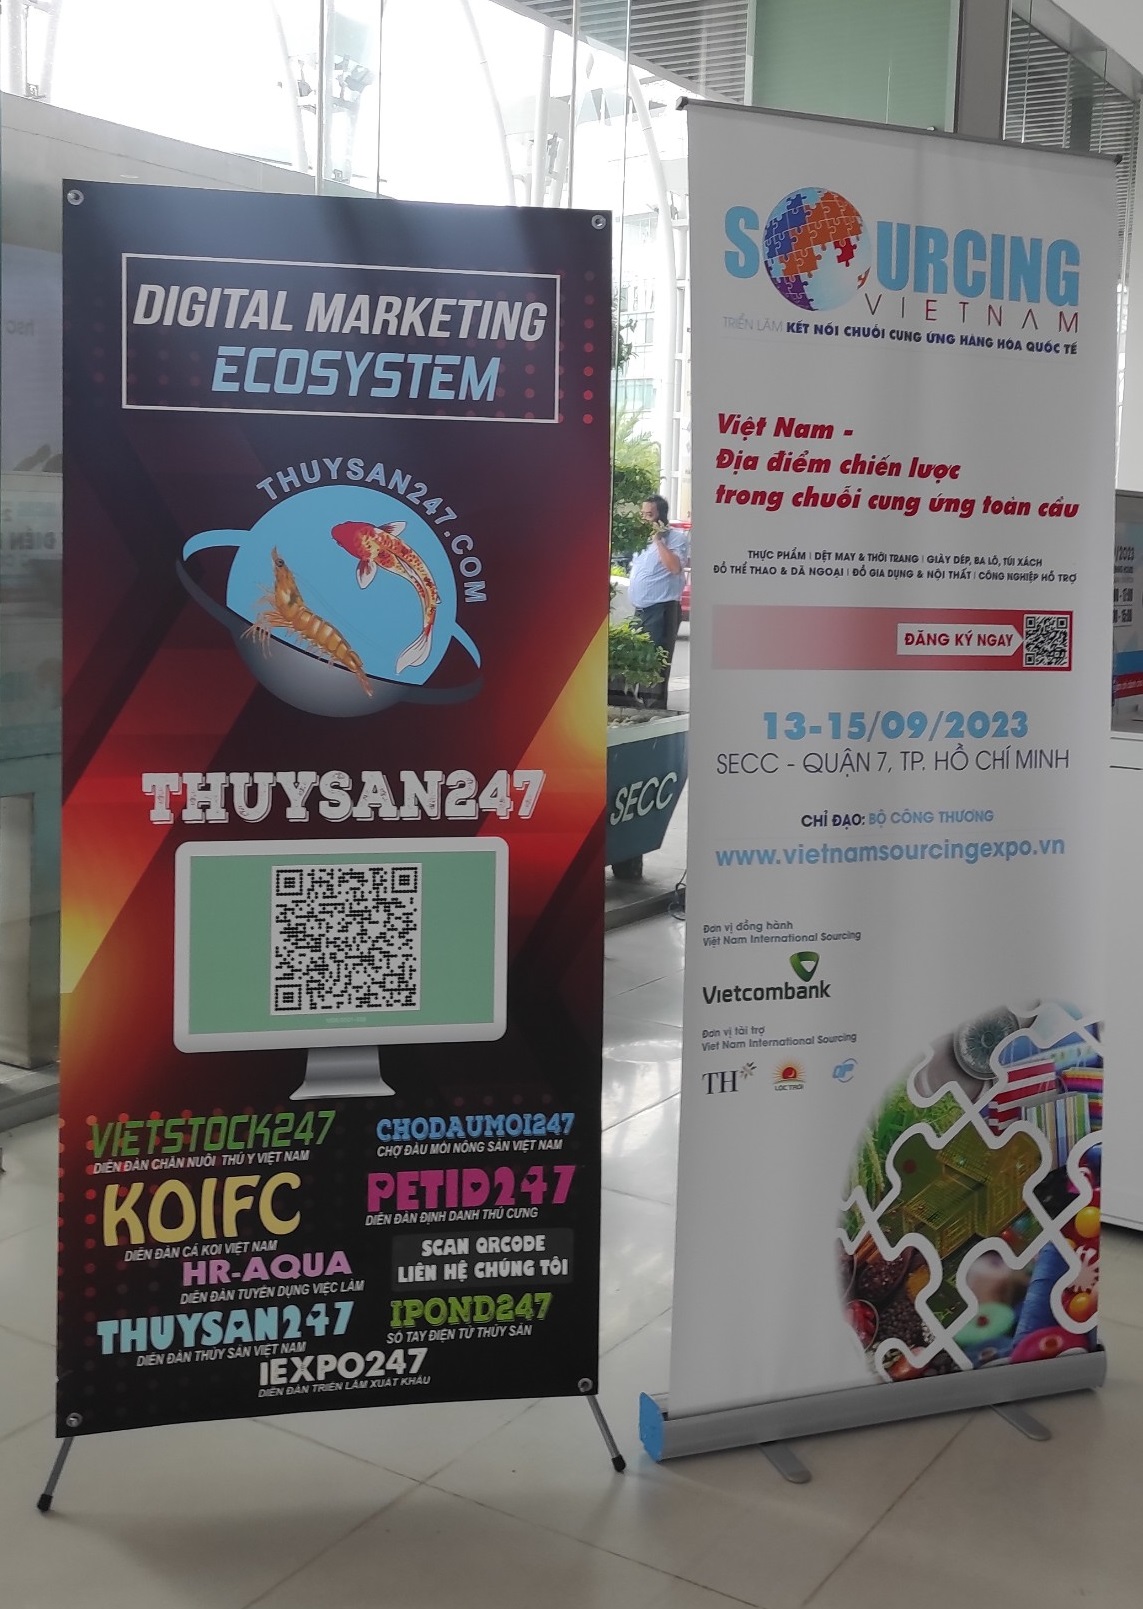 DIGITAL MARKETING
ECOSYSTEM
THUYSAN247.COM
THUYSAN247
VIETSTOCK247
DIỄN ĐÀN CHĂN NUÔI THÚ Y VIỆT NAM
CHODAUMOI247
CHỢ ĐẦU MỐI NÔNG SẢN VIỆT NAM
KOIFC
DIỄN ĐÀN CÁ KOI VIỆT NAM
PETID247
DIỄN ĐÀN ĐỊNH DANH THÚ CƯNG
HR-AQUA
DIỄN ĐÀN TUYỂN DỤNG VIỆC LÀM
SCAN QRCODE
LIÊN HỆ CHÚNG TÔI
THUYSAN247
DIỄN ĐÀN THỦY SẢN VIỆT NAM
IPOND247
SỔ TAY ĐIỆN TỬ THỦY SẢN
IEXPO247
DIỄN ĐÀN TRIỂN LÃM XUẤT KHẨU
SECC
SOURCING
VIETNAM
TRIỂN LÃM KẾT NỐI CHUỖI CUNG ỨNG HÀNG HÓA QUỐC TẾ
Việt Nam -
Địa điểm chiến lược
trong chuỗi cung ứng toàn cầu
THỰC PHẨM | DỆT MAY & THỜI TRANG | GIÀY DÉP, BA LÔ, TÚI XÁCH
ĐỒ THỂ THAO & DÃ NGOẠI | ĐỒ GIA DỤNG & NỘI THẤT | CÔNG NGHIỆP HỖ TRỢ
ĐĂNG KÝ NGAY
13-15/09/2023
SECC - QUẬN 7, TP. HỒ CHÍ MINH
CHỈ ĐẠO: BỘ CÔNG THƯƠNG
www.vietnamsourcingexpo.vn
Đơn vị đồng hành
Việt Nam International Sourcing
Vietcombank
Đơn vị tài trợ
Viet Nam International Sourcing
TH
LỘC TRỜI